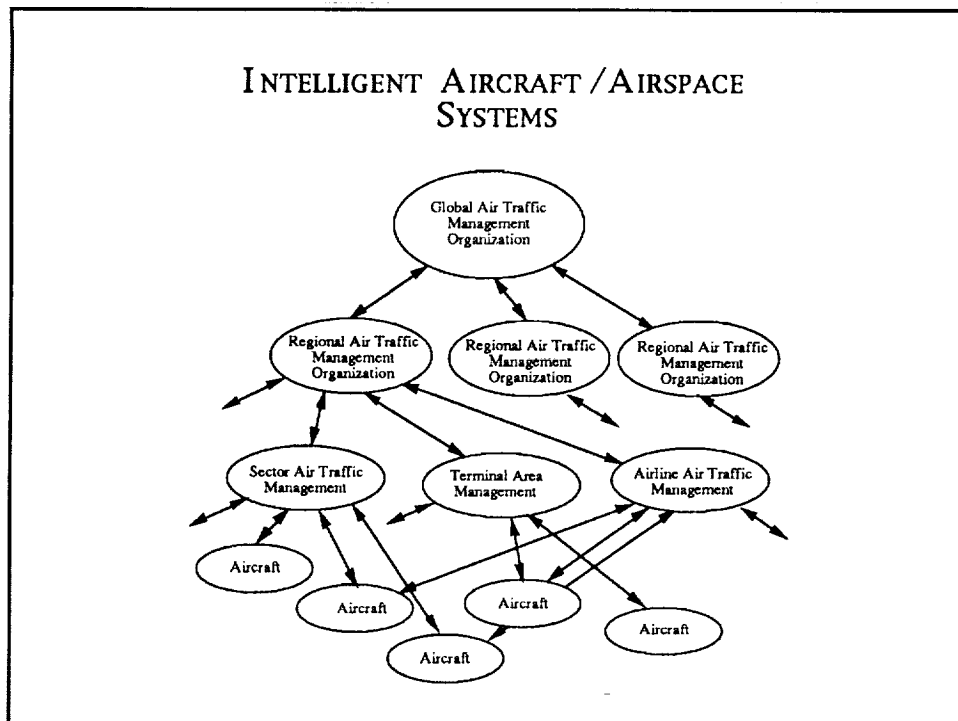 INTELLIGENT AIRCRAFT/AIRSPACE
SYSTEMS
Global Air Traffic
Management
Organization
Regional Air Traffic
Management
Organization
Regional Air Traffic
Management
Organization
Regional Air Traffic
Management
Organization
Sector Air Traffic
Management
Terminal Area
Management
Airline Air Traffic
Management
Aircraft
Aircraft
Aircraft
Aircraft
Aircraft